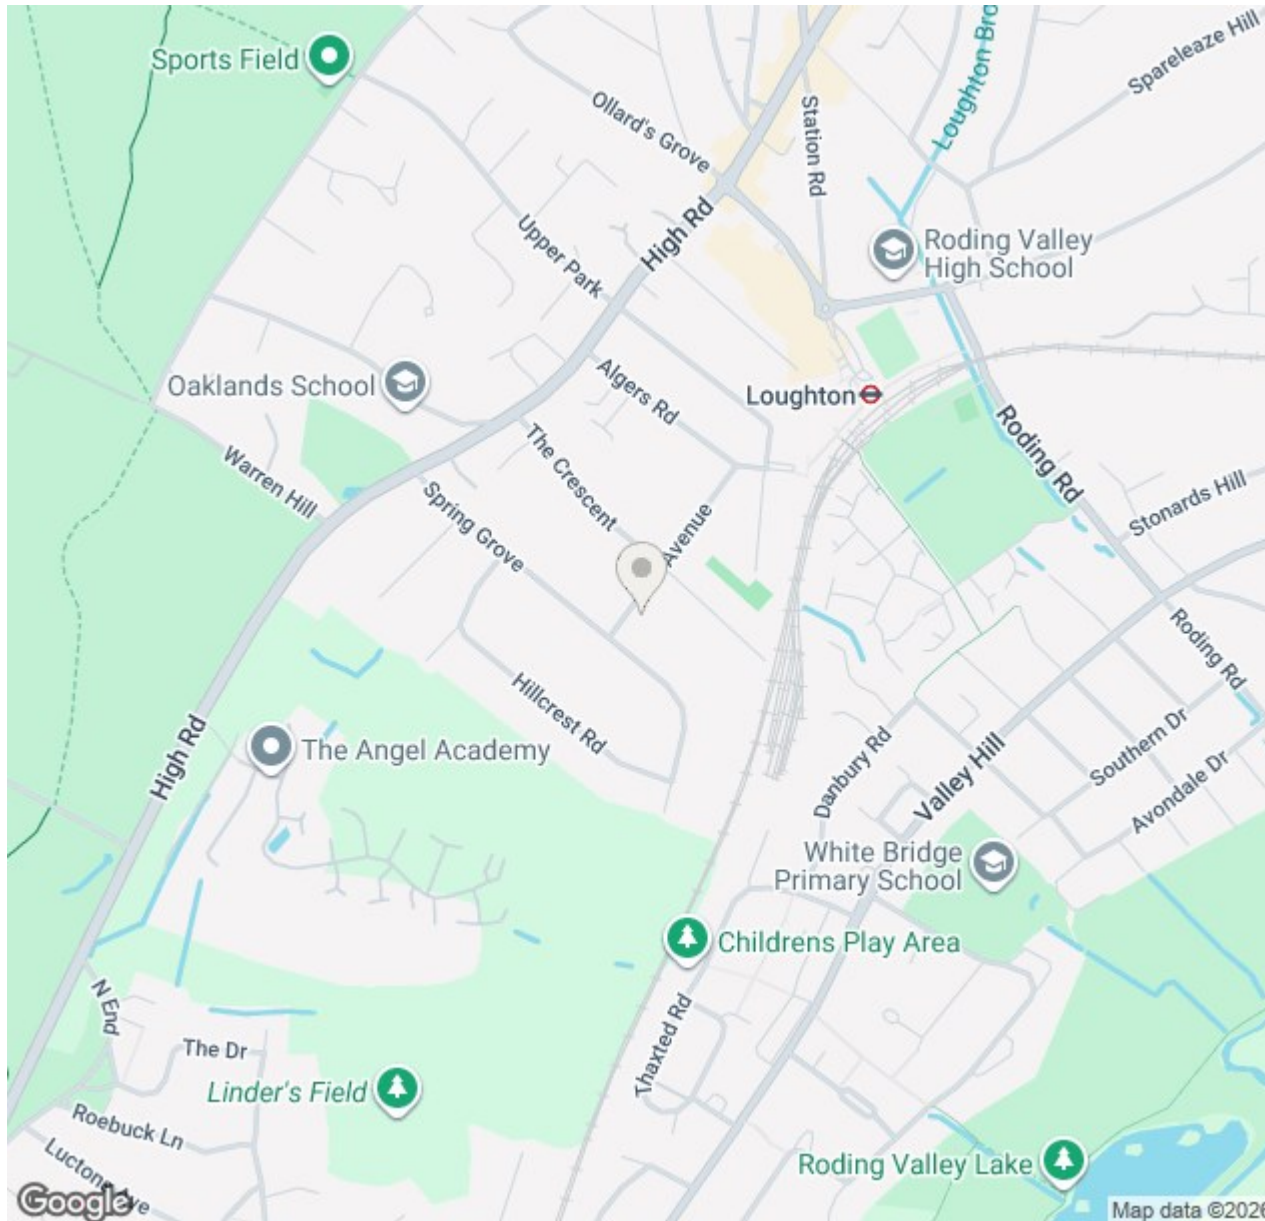 Sports Field
Ollard's Grove
Station Rd
Loughton Bro
Spareleaze Hill
High Rd
Upper Park
Roding Valley
High School
Oaklands School
Algers Rd
Loughton
Roding Rd
Warren Hill
The Crescent
Spring Grove
Avenue
Stonards Hill
Roding Rd
Hillcrest Rd
High Rd
The Angel Academy
Danbury Rd
Valley Hill
Southern Dr
Avondale Dr
White Bridge
Primary School
Childrens Play Area
N End
The Dr
Thaxted Rd
Linder's Field
Roebuck Ln
Luctons Ave
Roding Valley Lake
Google
Map data ©2026